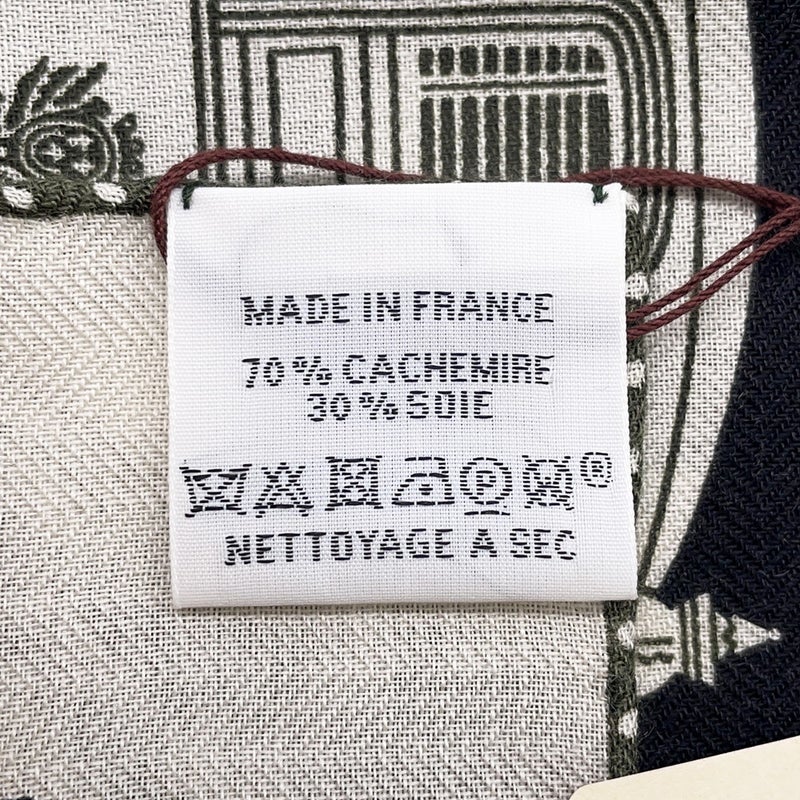 MADE IN FRANCE
70% CACHEMIRE
30% SOIE
P ®
NETTOYAGE A SEC